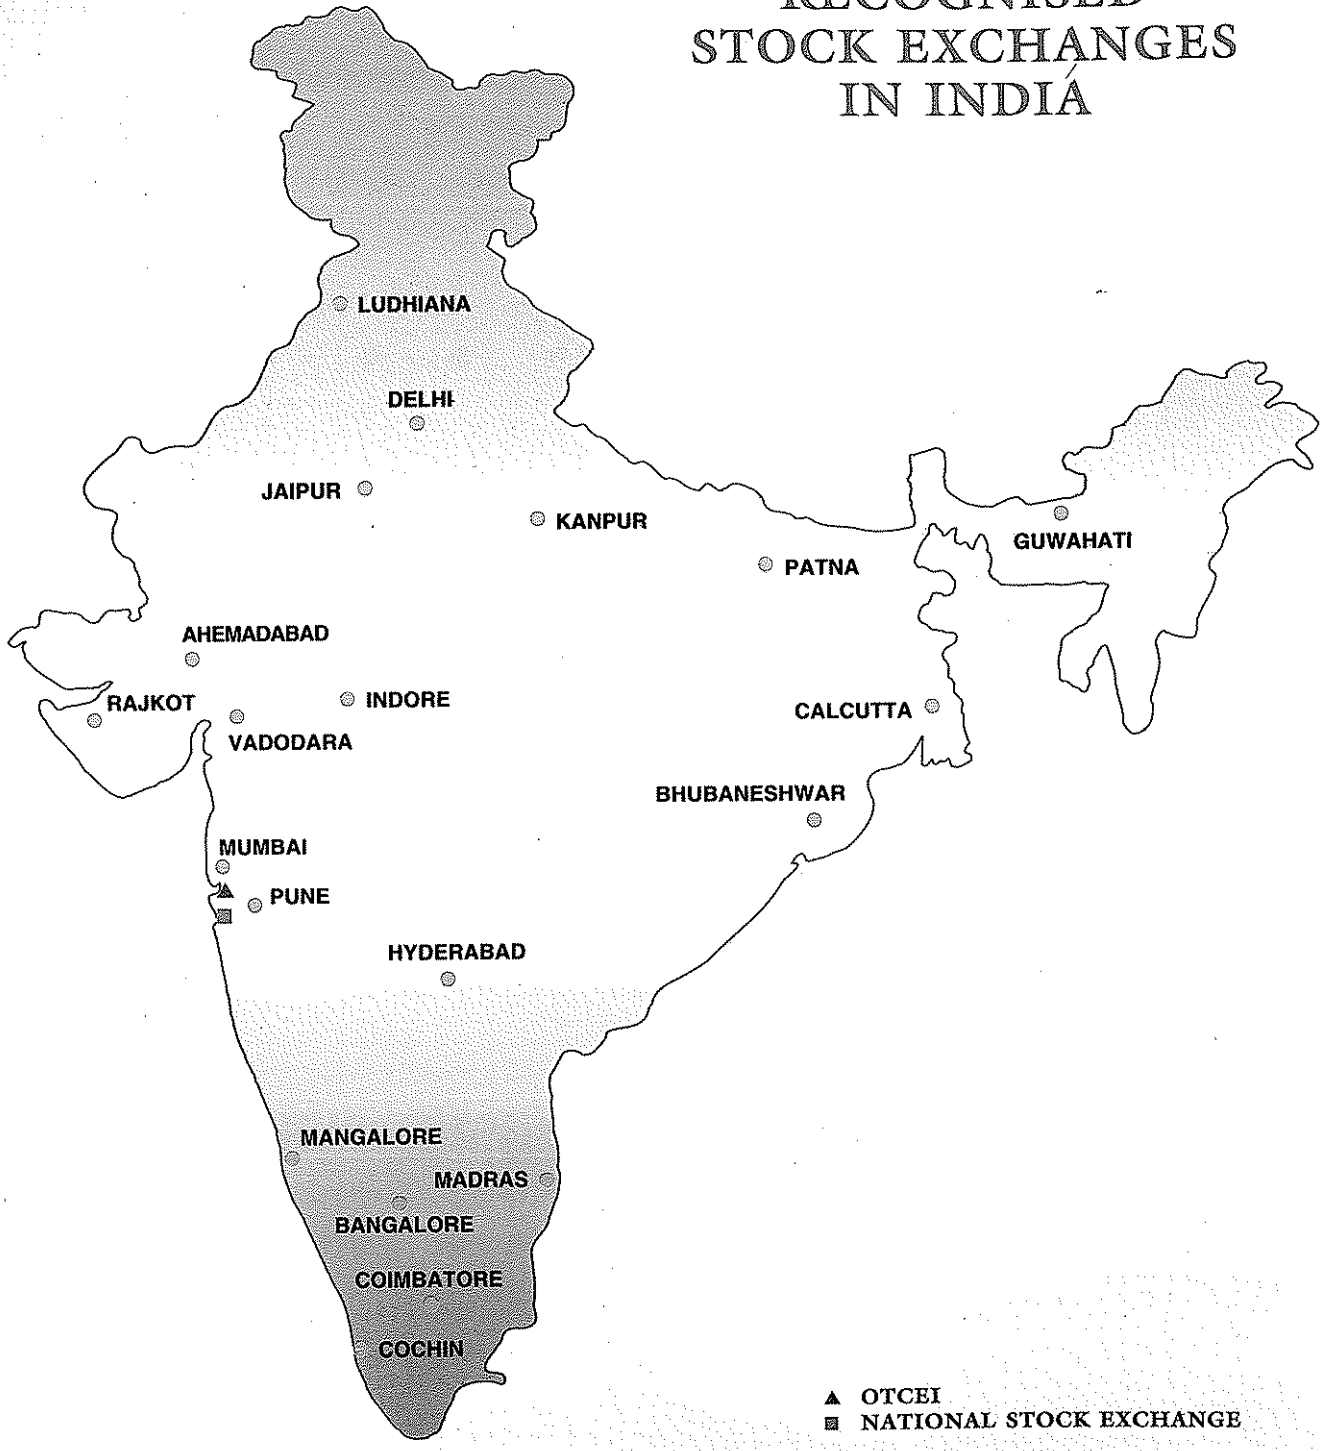 RECOGNISED
STOCK EXCHANGES
IN INDIA
LUDHIANA
DELHI
JAIPUR
KANPUR
GUWAHATI
PATNA
AHEMADABAD
RAJKOT
INDORE
CALCUTTA
VADODARA
BHUBANESHWAR
MUMBAI
PUNE
HYDERABAD
MANGALORE
MADRAS
BANGALORE
COIMBATORE
COCHIN
OTCEI
NATIONAL STOCK EXCHANGE